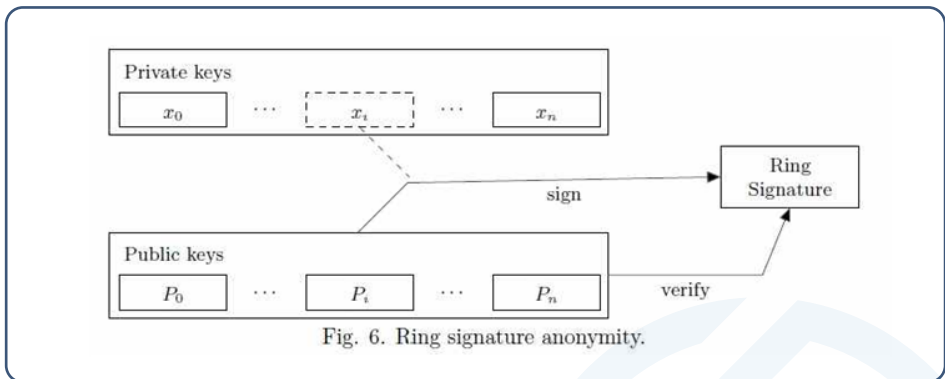 Private keys
x₀ ... xᵢ ... xₙ
Ring
Signature
sign
Public keys
P₀ ... Pᵢ ... Pₙ
verify
Fig. 6. Ring signature anonymity.